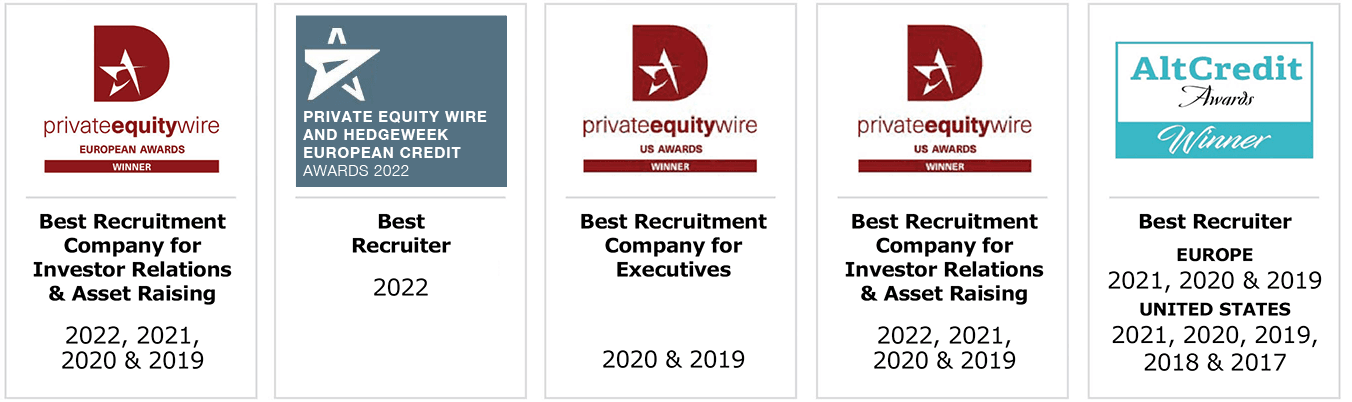 privateequitywire
EUROPEAN AWARDS
WINNER
Best Recruitment
Company for
Investor Relations
& Asset Raising
2022, 2021,
2020 & 2019
PRIVATE EQUITY WIRE
AND HEDGEWEEK
EUROPEAN CREDIT
AWARDS 2022
Best
Recruiter
2022
privateequitywire
US AWARDS
WINNER
Best Recruitment
Company for
Executives
2020 & 2019
privateequitywire
US AWARDS
WINNER
Best Recruitment
Company for
Investor Relations
& Asset Raising
2022, 2021,
2020 & 2019
AltCredit
Awards
Winner
Best Recruiter
EUROPE
2021, 2020 & 2019
UNITED STATES
2021, 2020, 2019,
2018 & 2017